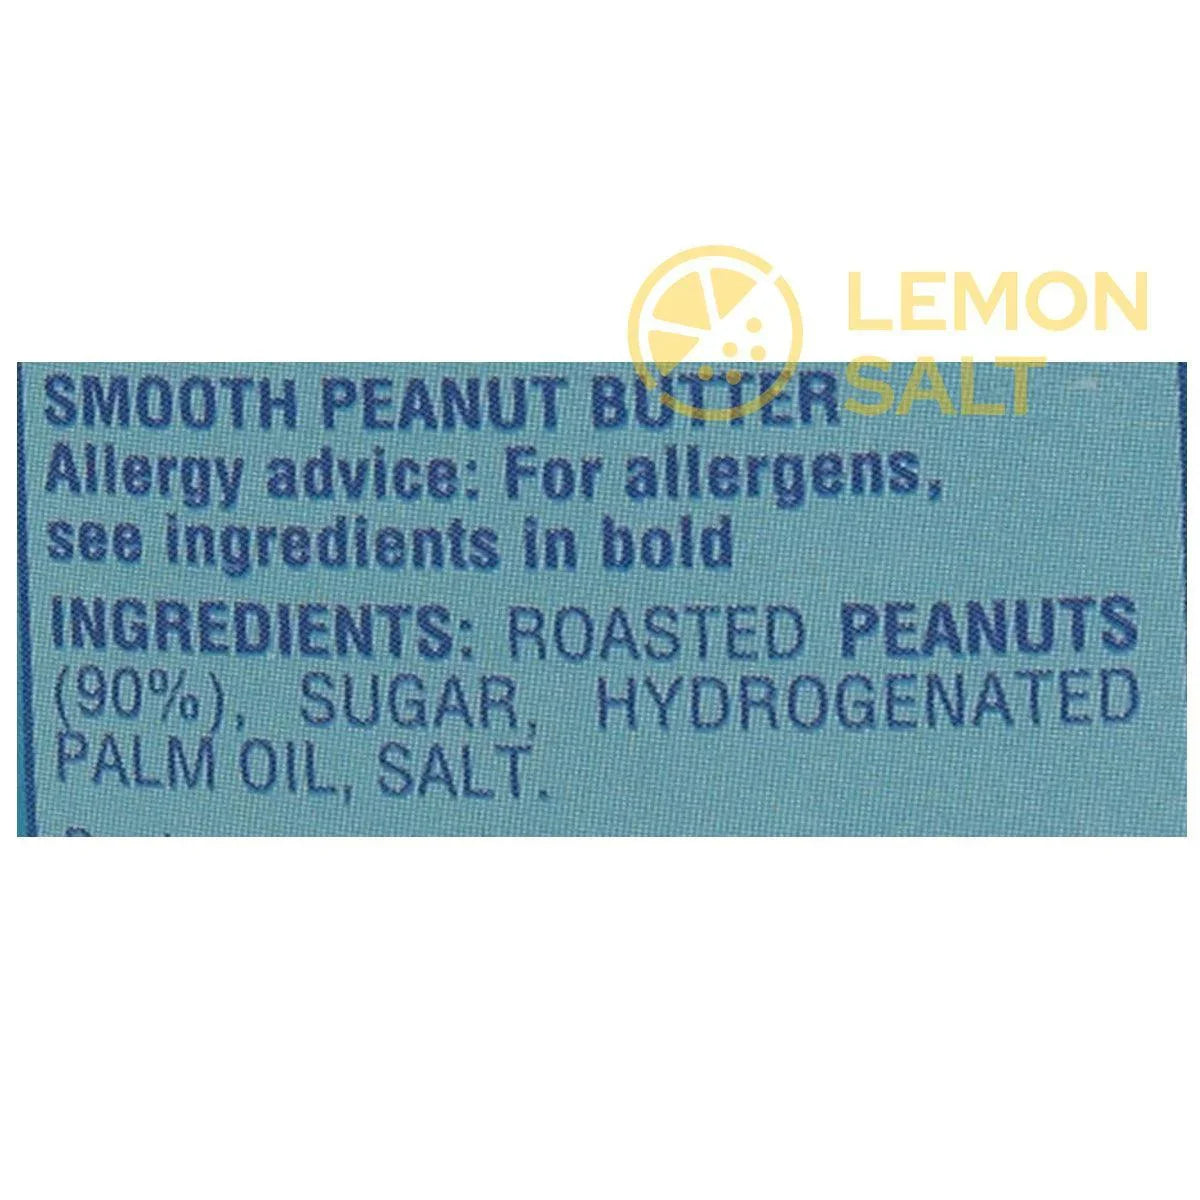 LEMON
SALT
SMOOTH PEANUT BUTTER
Allergy advice: For allergens,
see ingredients in bold
INGREDIENTS: ROASTED PEANUTS
(90%), SUGAR, HYDROGENATED
PALM OIL, SALT.